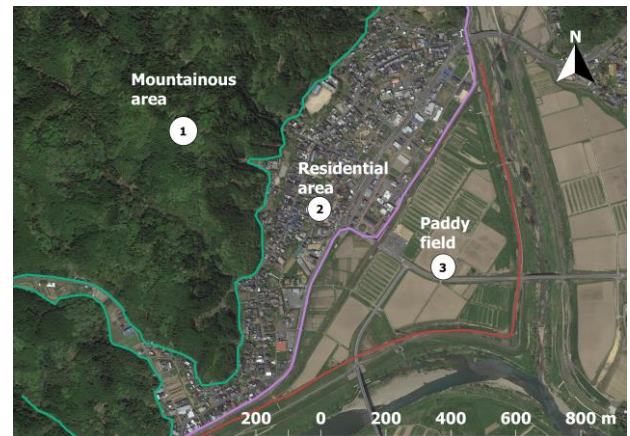 N
Mountainous
area
1
Residential
area
2
Paddy
field
3
200 0 200 400 600 800 m